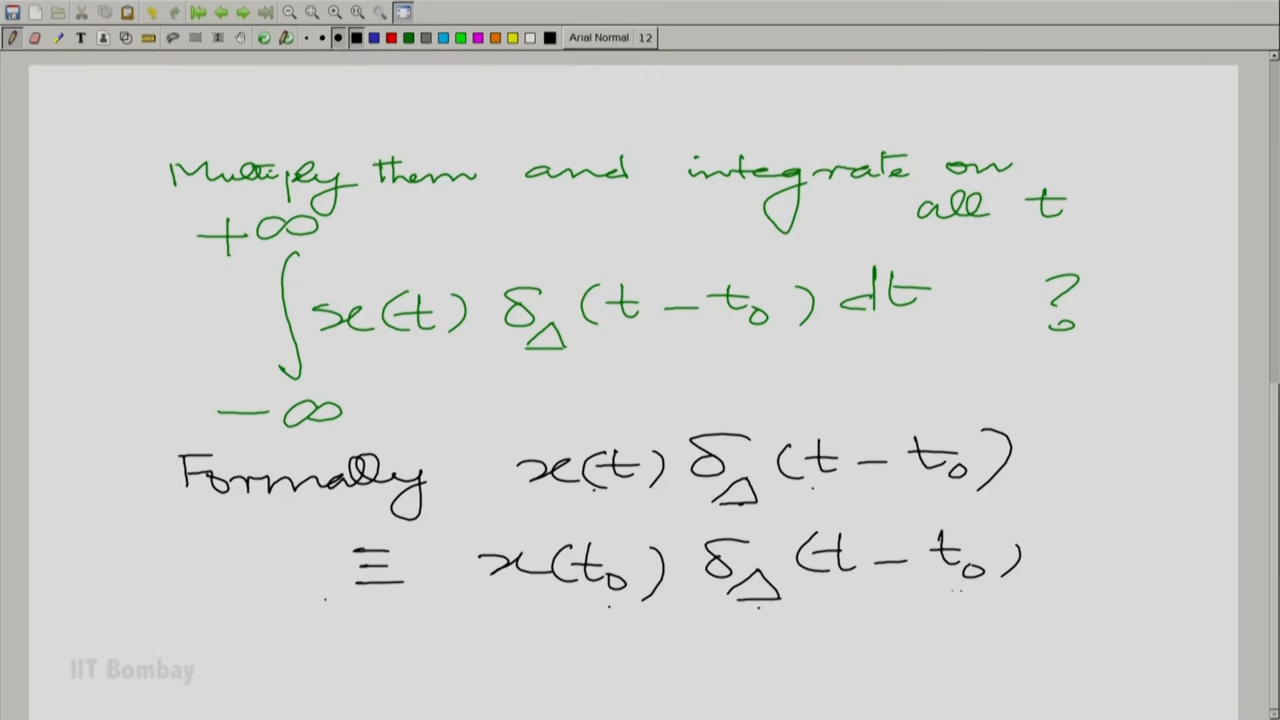 Arial Normal 12
Multiply them and integrate on
all t
+∞
∫ x(t) δ_Δ (t – t₀) dt ?
– ∞
Formally x(t) δ_Δ (t – t₀)
≡ x(t₀) δ_Δ (t – t₀)
IIT Bombay